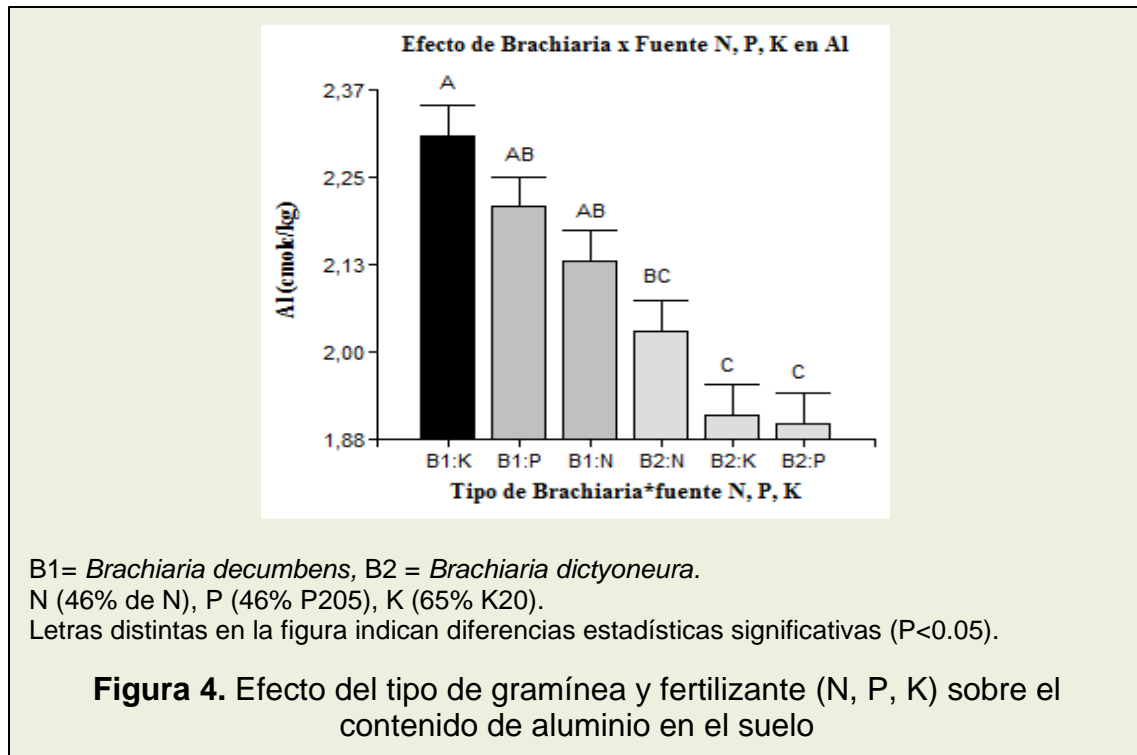 Efecto de Brachiaria x Fuente N, P, K en Al
2,37
2,25
2,13
2,00
1,88
Al (cmolc/kg)
A
AB
AB
BC
C
C
B1:K B1:P B1:N B2:N B2:K B2:P
Tipo de Brachiaria*fuente N, P, K
B1= Brachiaria decumbens, B2 = Brachiaria dictyoneura.
N (46% de N), P (46% P205), K (65% K20).
Letras distintas en la figura indican diferencias estadísticas significativas (P<0.05).
Figura 4. Efecto del tipo de gramínea y fertilizante (N, P, K) sobre el
contenido de aluminio en el suelo